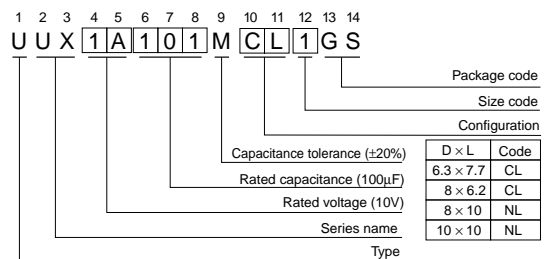 1 2 3 4 5 6 7 8 9 10 11 12 13 14
U U X 1 A 1 0 1 M C L 1 G S
Package code
Size code
Configuration
Capacitance tolerance (±20%)
Rated capacitance (100µF)
Rated voltage (10V)
Series name
Type
D × L Code
6.3 × 7.7 CL
8 × 6.2 CL
8 × 10 NL
10 × 10 NL